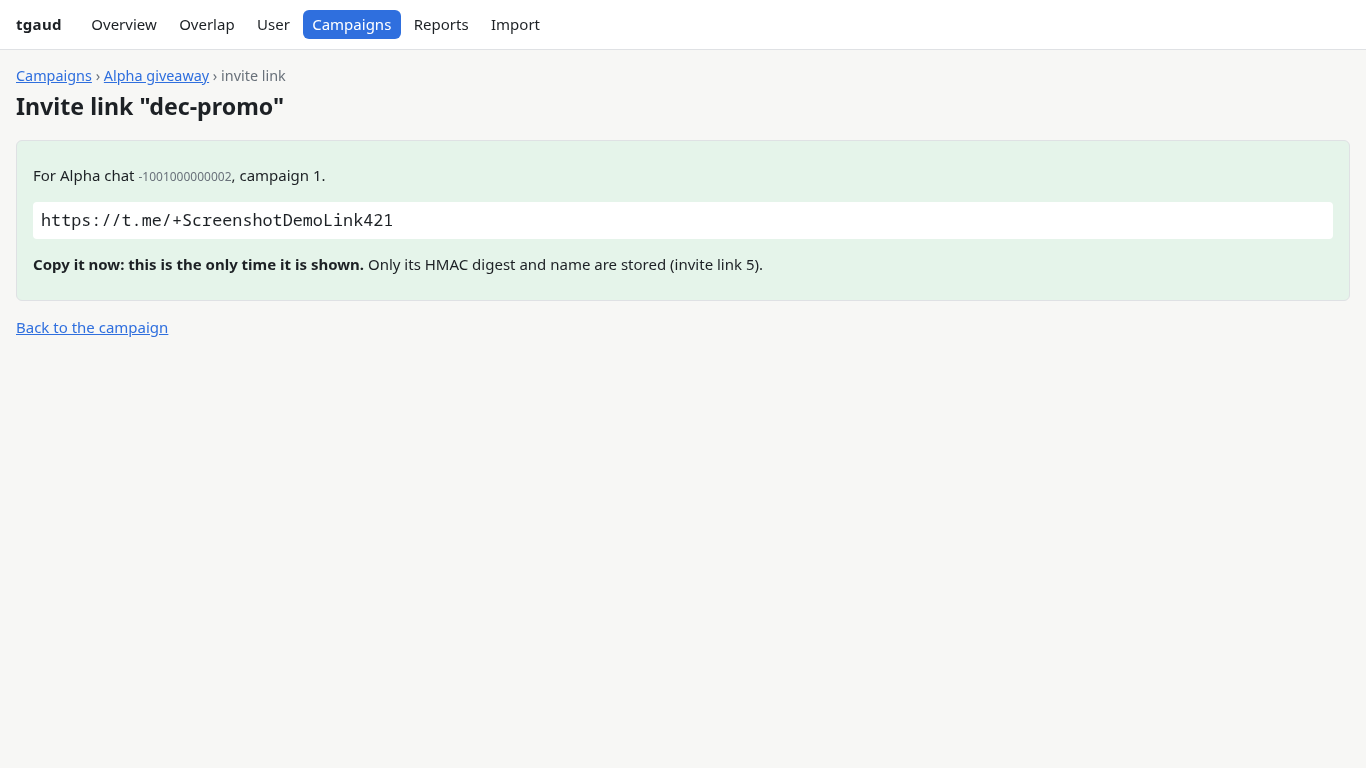 tgaud Overview Overlap User Campaigns Reports Import
Campaigns › Alpha giveaway › invite link
Invite link "dec-promo"
For Alpha chat -1001000000002, campaign 1.
https://t.me/+ScreenshotDemoLink421
Copy it now: this is the only time it is shown. Only its HMAC digest and name are stored (invite link 5).
Back to the campaign